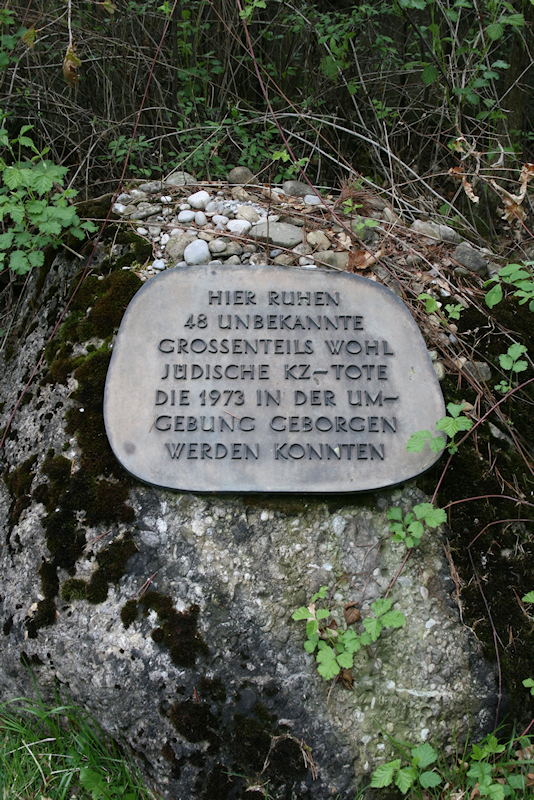 HIER RUHEN
48 UNBEKANNTE
GROSSENTEILS WOHL
JÜDISCHE KZ-TOTE
DIE 1973 IN DER UM-
GEBUNG GEBORGEN
WERDEN KONNTEN